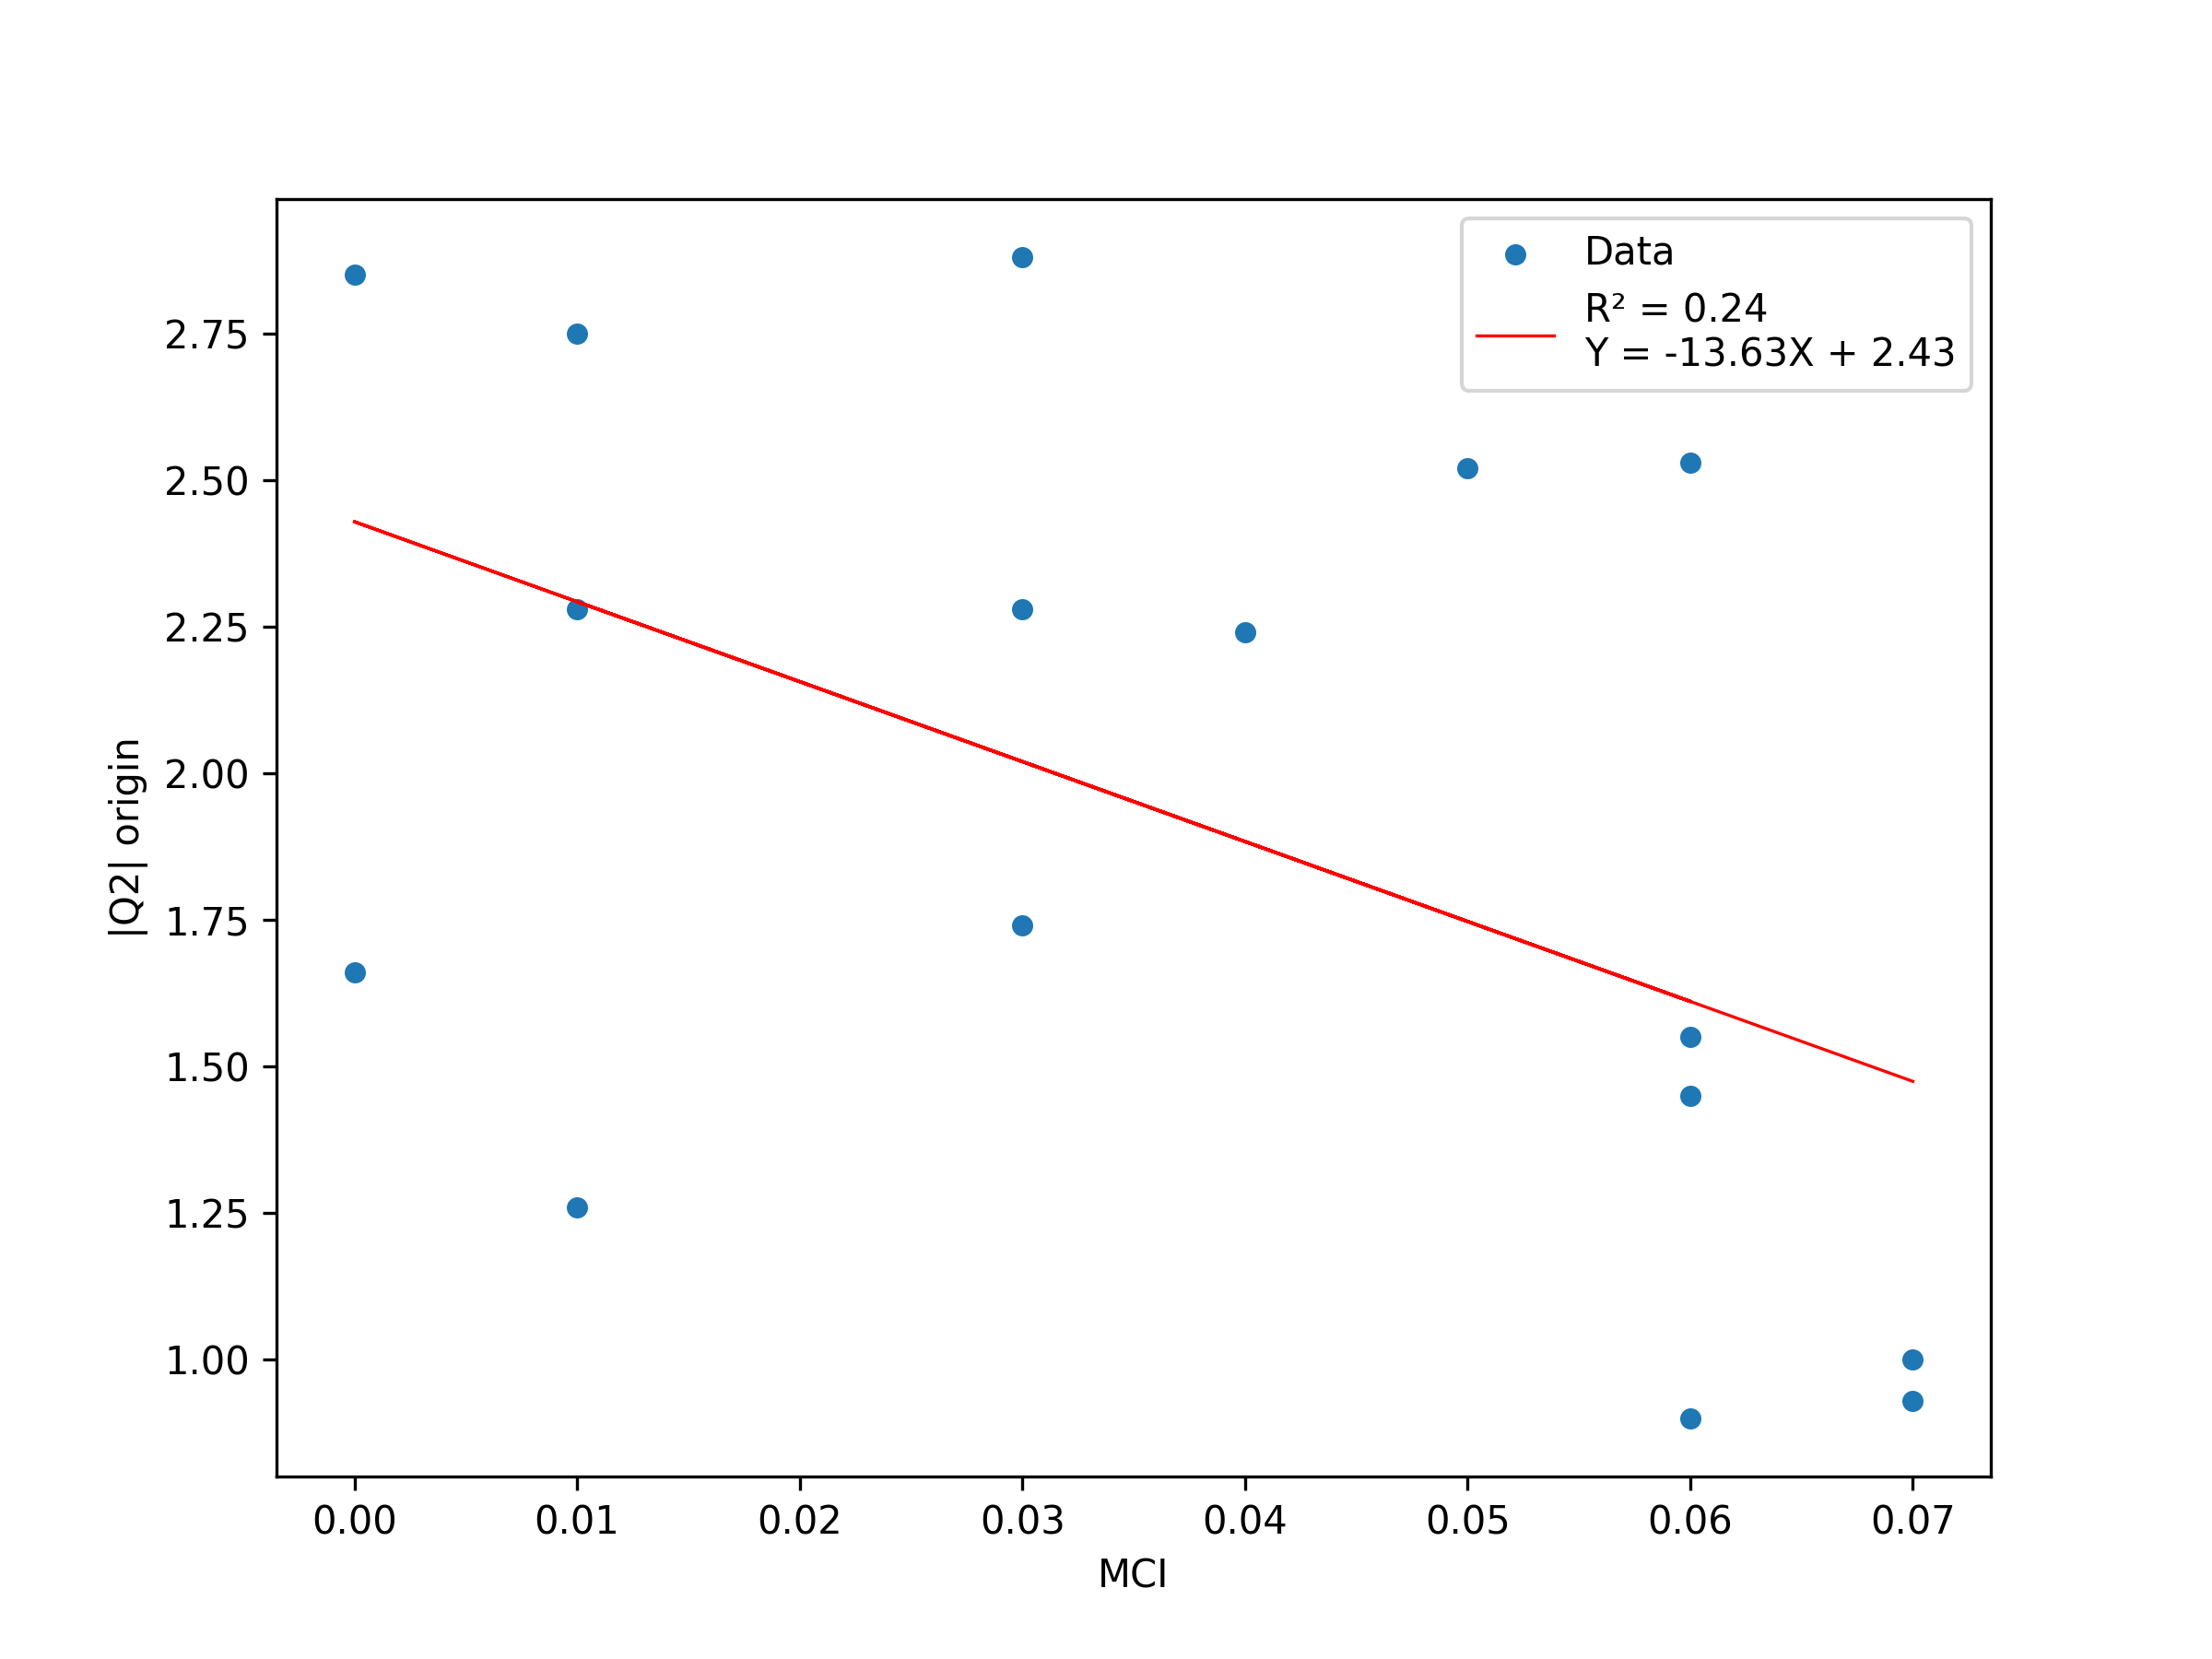 Data
R² = 0.24
Y = -13.63X + 2.43
2.75
2.50
2.25
2.00
1.75
1.50
1.25
1.00
|Q2| origin
0.00 0.01 0.02 0.03 0.04 0.05 0.06 0.07
MCI